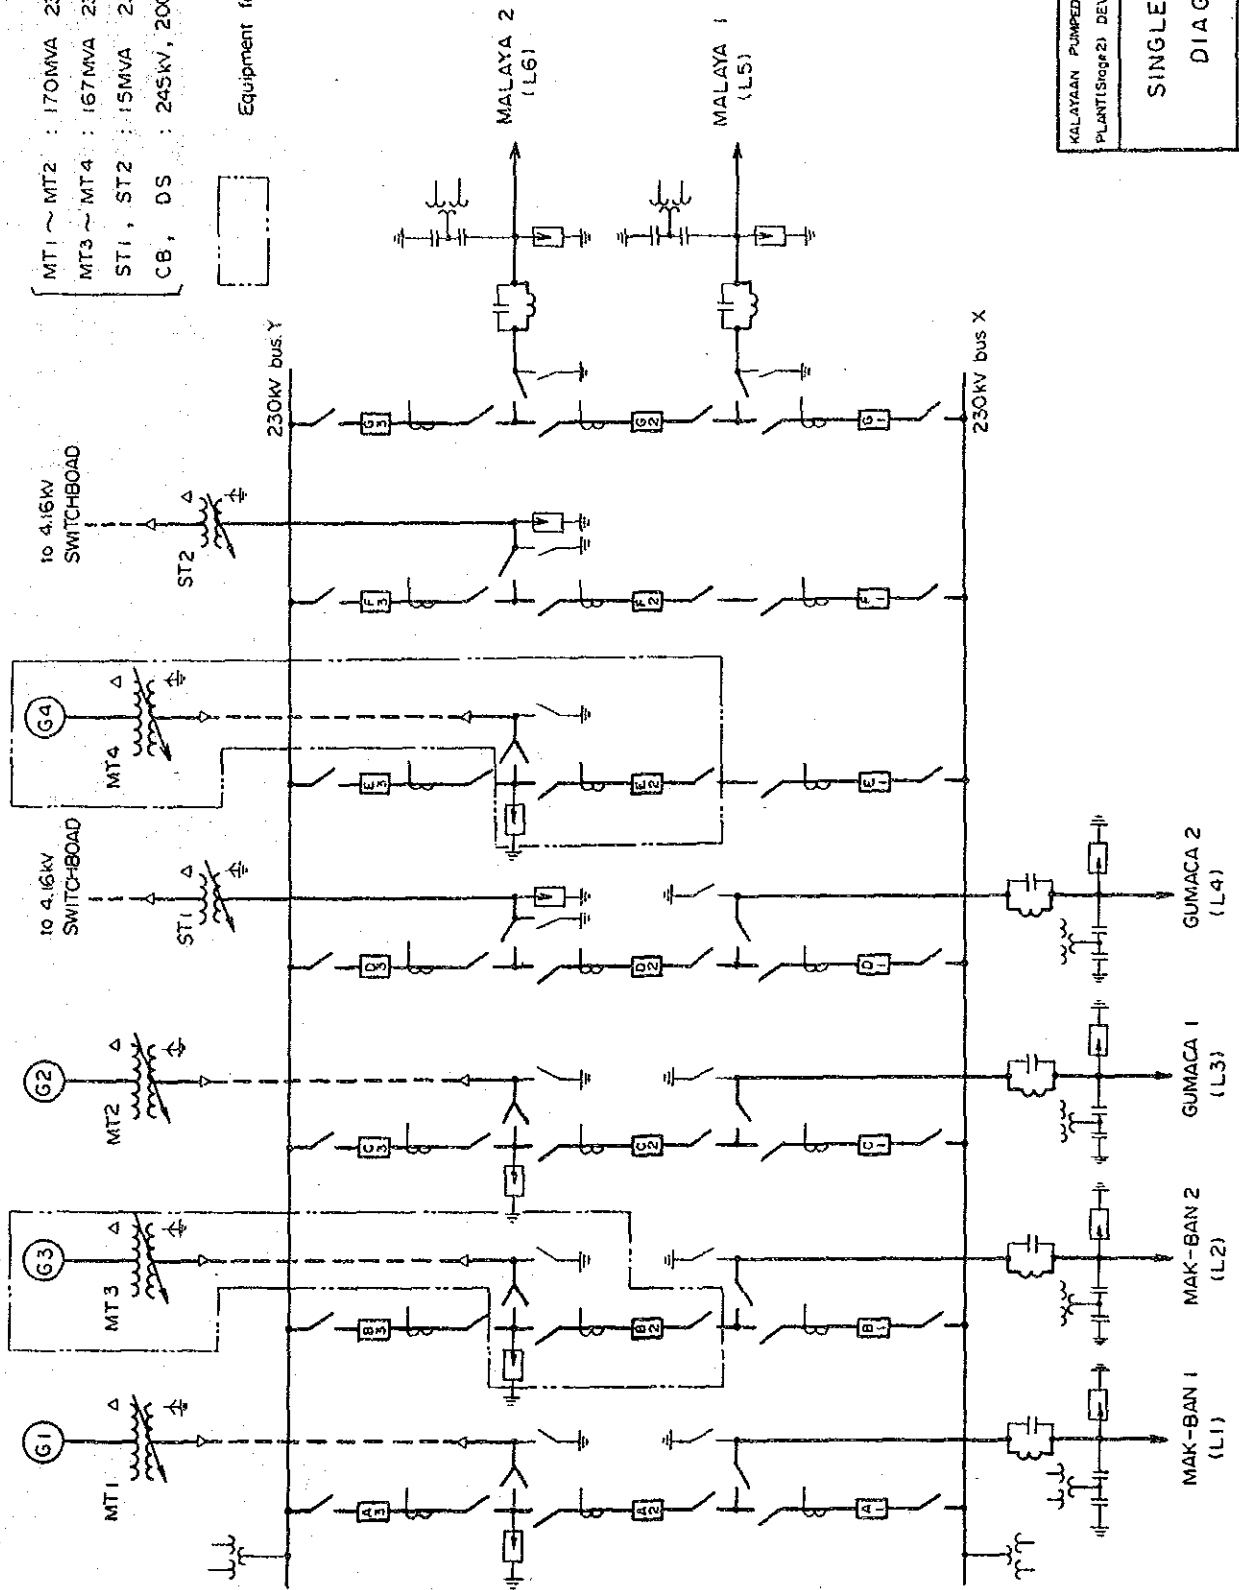 MT1 ~ MT2 : 170MVA
MT3 ~ MT4 : 167MVA
ST1, ST2 : 15MVA
CB, DS : 245kV,
Equipment
MALAYA 2
(L6)
MALAYA 1
(L5)
KALAYAAN PUMPED
PLANT(Stage2)
SINGLE
to 4.16kV
SWITCHBOAD
ST2
230kV bus.Y
G3
G2
G1
230kV bus X
F3
F2
F1
G4
MT4
E3
E2
E1
to 4.16kV
SWITCHBOAD
ST1
D3
D2
D1
GUMACA 2
(L4)
G2
MT2
C3
C2
C1
GUMACA 1
(L3)
G3
MT3
B3
B2
B1
MAK-BAN 2
(L2)
G1
MT1
A3
A2
A1
MAK-BAN 1
(L1)